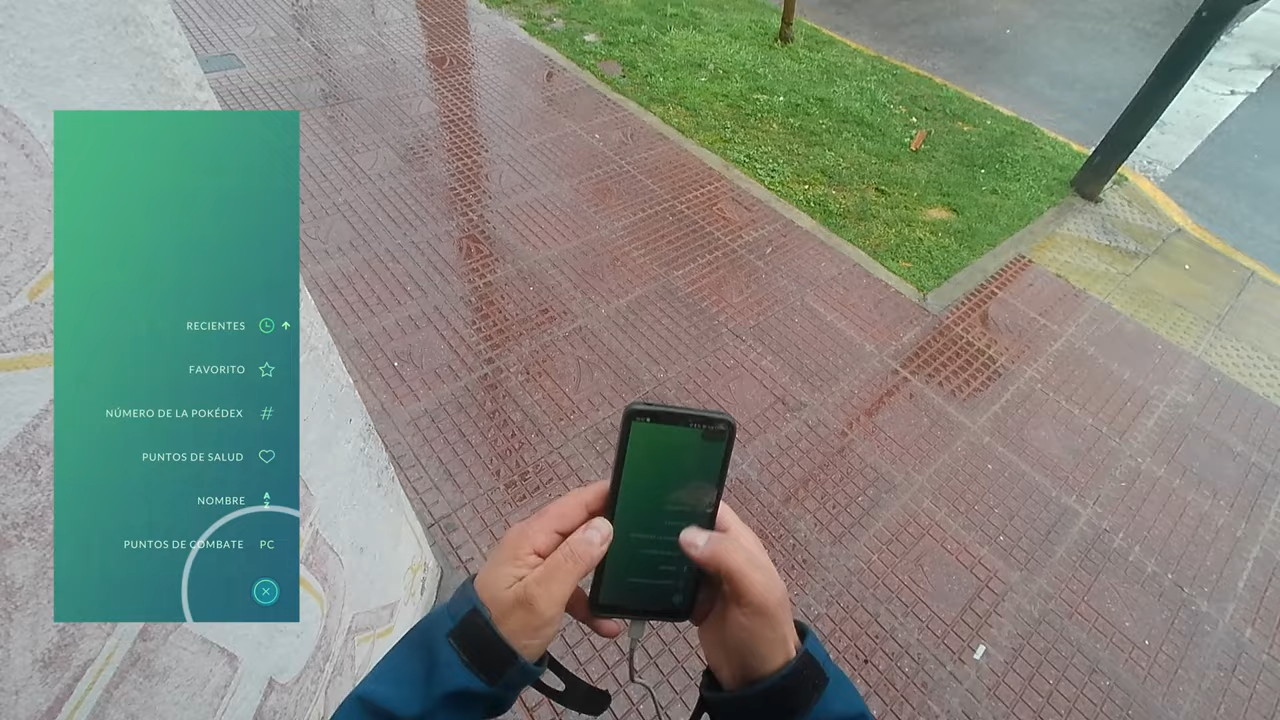 RECIENTES
FAVORITO
NÚMERO DE LA POKÉDEX #
PUNTOS DE SALUD
NOMBRE A Z
PUNTOS DE COMBATE PC